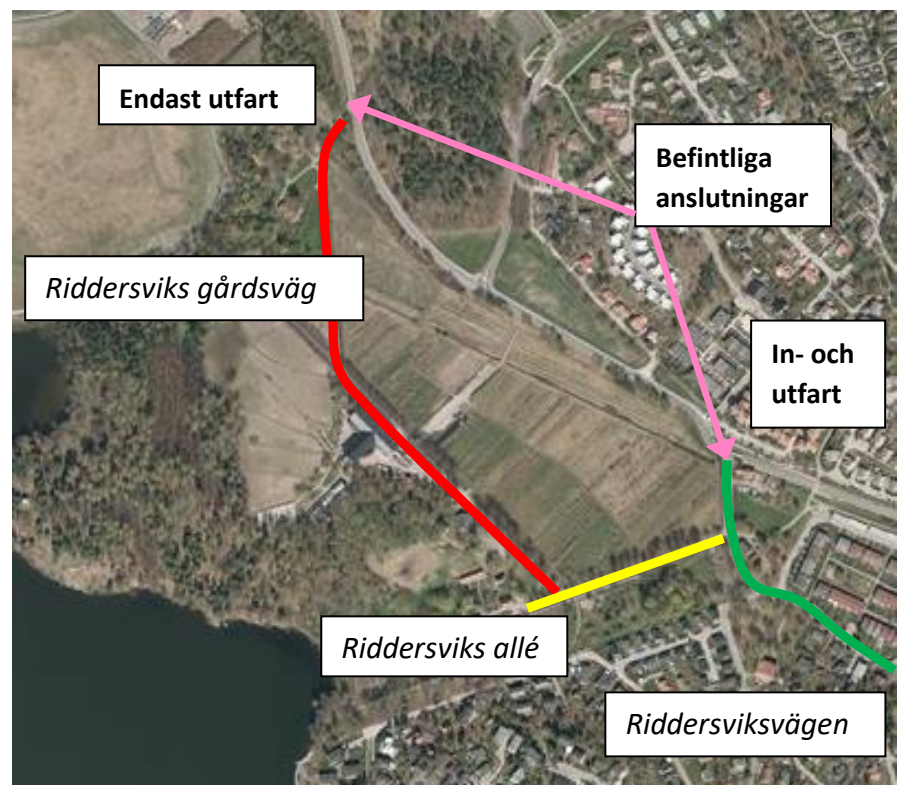 Endast utfart
Befintliga
anslutningar
Riddersviks gårdsväg
In- och
utfart
Riddersviks allé
Riddersviksvägen